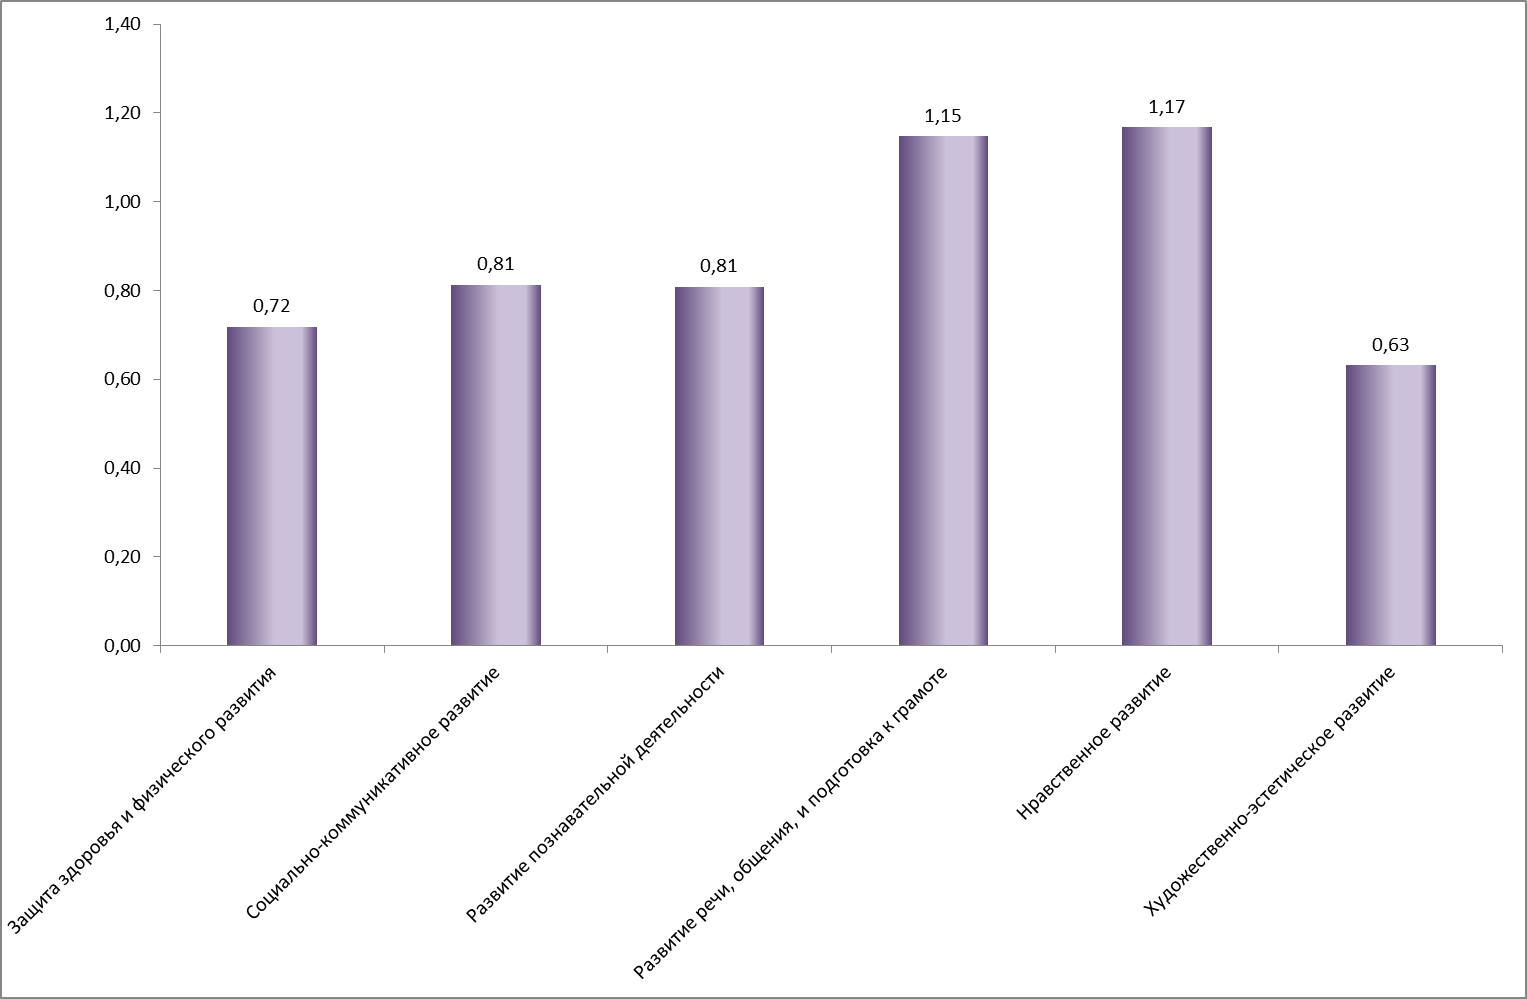 1,40
1,20
1,00
0,80
0,60
0,40
0,20
0,00
0,72
0,81
0,81
1,15
1,17
0,63
Защита здоровья и физического развития
Социально-коммуникативное развитие
Развитие познавательной деятельности
Развитие речи, общения, и подготовка к грамоте
Нравственное развитие
Художественно-эстетическое развитие